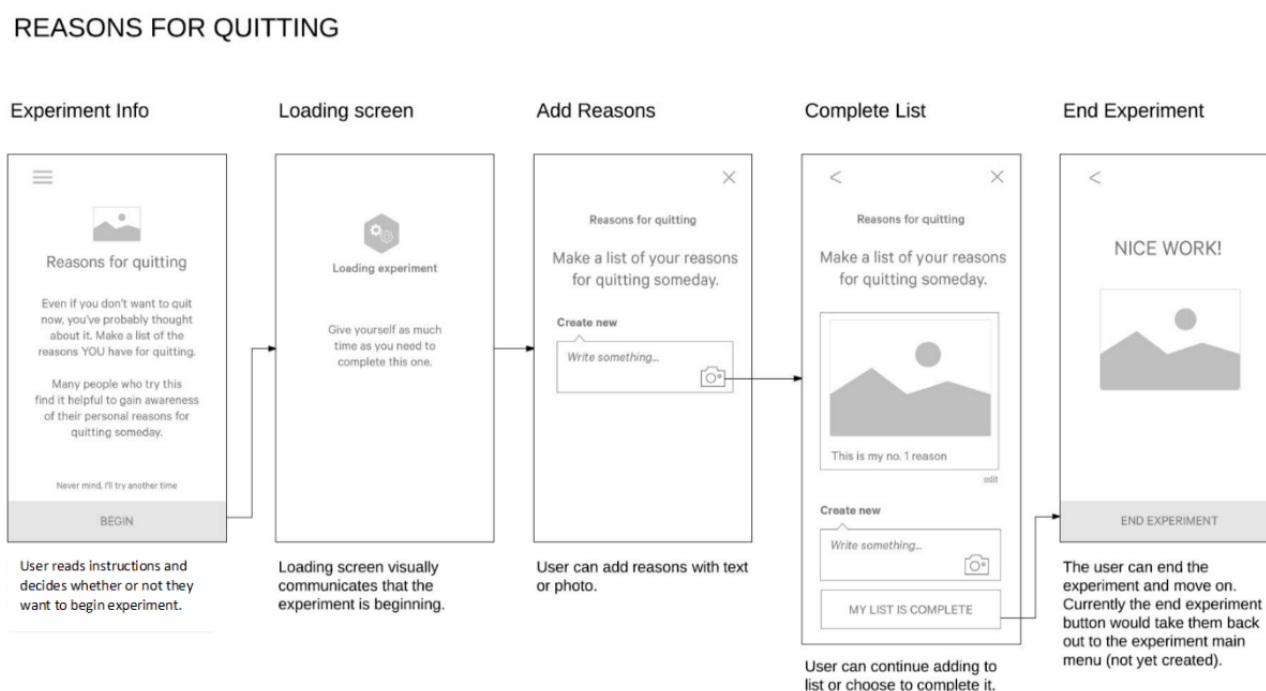 REASONS FOR QUITTING
Experiment Info
Reasons for quitting
Even if you don't want to quit
now, you've probably thought
about it. Make a list of the
reasons YOU have for quitting.
Many people who try this
find it helpful to gain awareness
of their personal reasons for
quitting someday.
Never mind, I'll try another time
BEGIN
User reads instructions and
decides whether or not they
want to begin experiment.
Loading screen
Loading experiment
Give yourself as much
time as you need to
complete this one.
Loading screen visually
communicates that the
experiment is beginning.
Add Reasons
Reasons for quitting
Make a list of your reasons
for quitting someday.
Create new
Write something...
User can add reasons with text
or photo.
Complete List
Reasons for quitting
Make a list of your reasons
for quitting someday.
This is my no. 1 reason
edit
Create new
Write something...
MY LIST IS COMPLETE
User can continue adding to
list or choose to complete it.
End Experiment
NICE WORK!
END EXPERIMENT
The user can end the
experiment and move on.
Currently the end experiment
button would take them back
out to the experiment main
menu (not yet created).